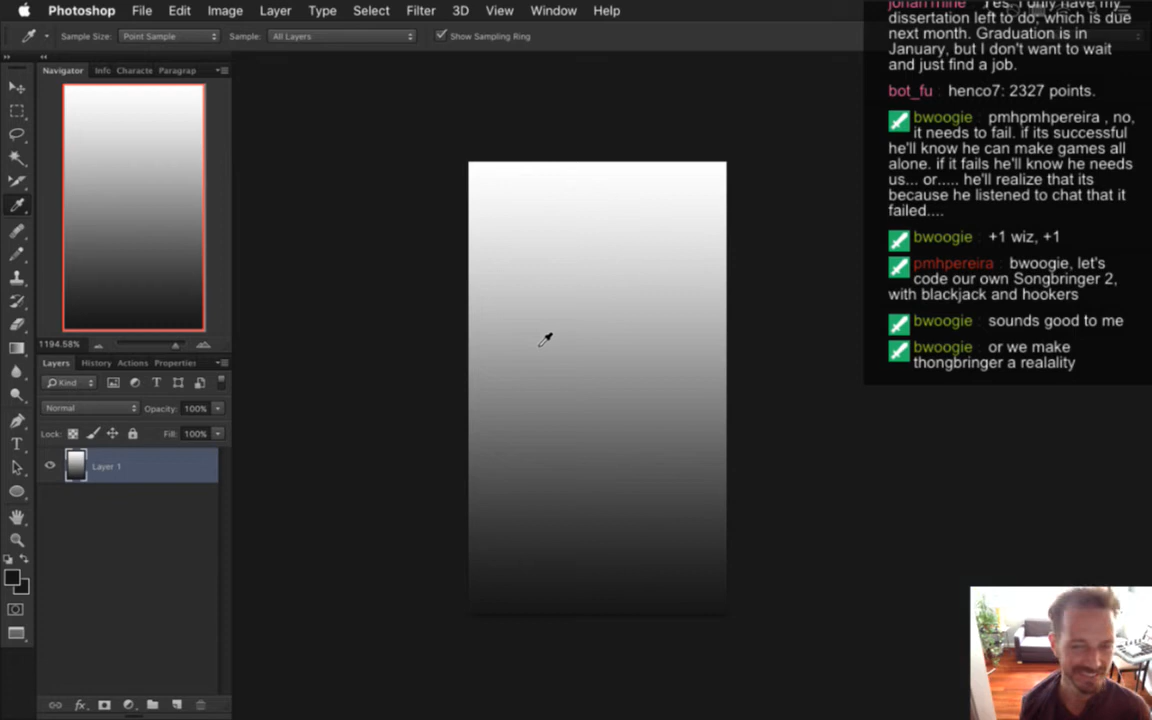 Photoshop File Edit Image Layer Type Select Filter 3D View Window Help
Sample Size: Point Sample Sample: All Layers Show Sampling Ring
Navigator Info Characte Paragrap
1194.58%
Layers History Actions Properties
Kind
Normal Opacity: 100%
Lock: Fill: 100%
Layer 1
dissertation left to do, which is due
next month. Graduation is in
January, but I don't want to wait
and just find a job.
bot_fu : henco7: 2327 points.
bwoogie : pmhpmhpereira , no,
it needs to fail. if its successful
he'll know he can make games all
alone. if it fails he'll know he needs
us... or..... he'll realize that its
because he listened to chat that it
failed....
bwoogie : +1 wiz, +1
pmhpereira : bwoogie, let's
code our own Songbringer 2,
with blackjack and hookers
bwoogie : sounds good to me
bwoogie : or we make
thongbringer a realality